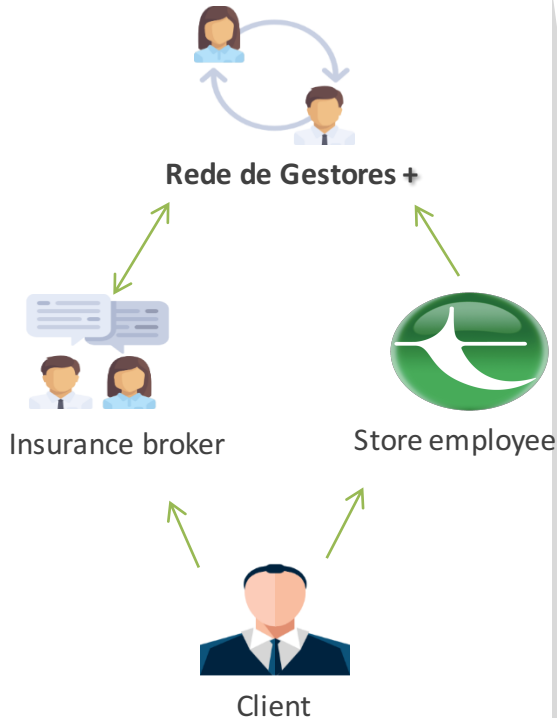 Rede de Gestores +
Insurance broker
Store employee
Client